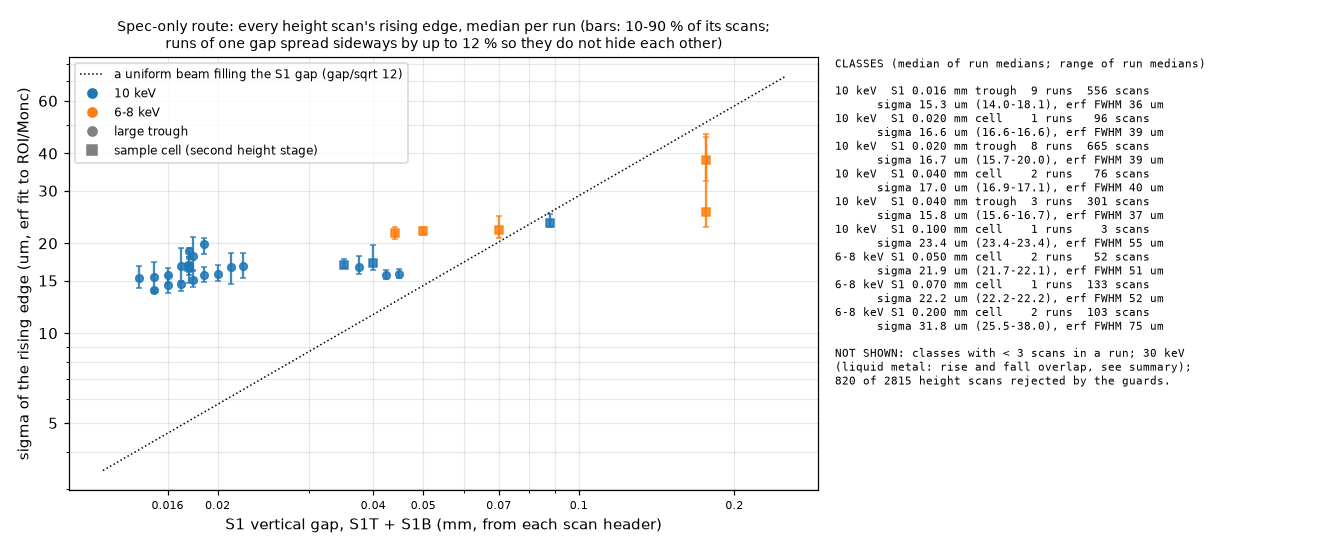 Spec-only route: every height scan's rising edge, median per run (bars: 10-90 % of its scans;
runs of one gap spread sideways by up to 12 % so they do not hide each other)
a uniform beam filling the S1 gap (gap/sqrt 12)
10 keV
6-8 keV
large trough
sample cell (second height stage)
sigma of the rising edge (um, erf fit to ROI/Monc)
60
40
30
20
15
10
5
0.016
0.02
0.04
0.05
0.07
0.1
0.2
S1 vertical gap, S1T + S1B (mm, from each scan header)
CLASSES (median of run medians; range of run medians)
10 keV  S1 0.016 mm trough  9 runs   556 scans
sigma 15.3 um (14.0-18.1), erf FWHM 36 um
10 keV  S1 0.020 mm cell    1 runs    96 scans
sigma 16.6 um (16.6-16.6), erf FWHM 39 um
10 keV  S1 0.020 mm trough  8 runs   665 scans
sigma 16.7 um (15.7-20.0), erf FWHM 39 um
10 keV  S1 0.040 mm cell    2 runs    76 scans
sigma 17.0 um (16.9-17.1), erf FWHM 40 um
10 keV  S1 0.040 mm trough  3 runs   301 scans
sigma 15.8 um (15.6-16.7), erf FWHM 37 um
10 keV  S1 0.100 mm cell    1 runs     3 scans
sigma 23.4 um (23.4-23.4), erf FWHM 55 um
6-8 keV S1 0.050 mm cell    2 runs    52 scans
sigma 21.9 um (21.7-22.1), erf FWHM 51 um
6-8 keV S1 0.070 mm cell    1 runs   133 scans
sigma 22.2 um (22.2-22.2), erf FWHM 52 um
6-8 keV S1 0.200 mm cell    2 runs   103 scans
sigma 31.8 um (25.5-38.0), erf FWHM 75 um
NOT SHOWN: classes with < 3 scans in a run; 30 keV
(liquid metal: rise and fall overlap, see summary);
820 of 2815 height scans rejected by the guards.